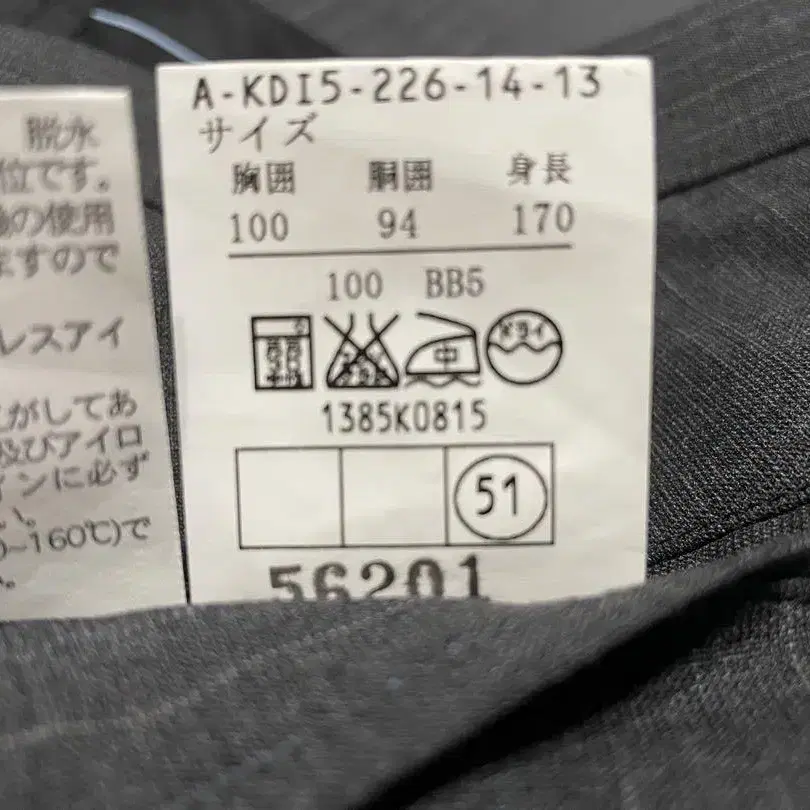 脱水
位です。
の使用
ますので
レスアイ
がしてあ
及びアイロ
インに必ず
~160℃)で
A-KDI5-226-14-13
サイズ
胸囲 胴囲 身長
100 94 170
100 BB5
中 ドライ
1385K0815
51
56201